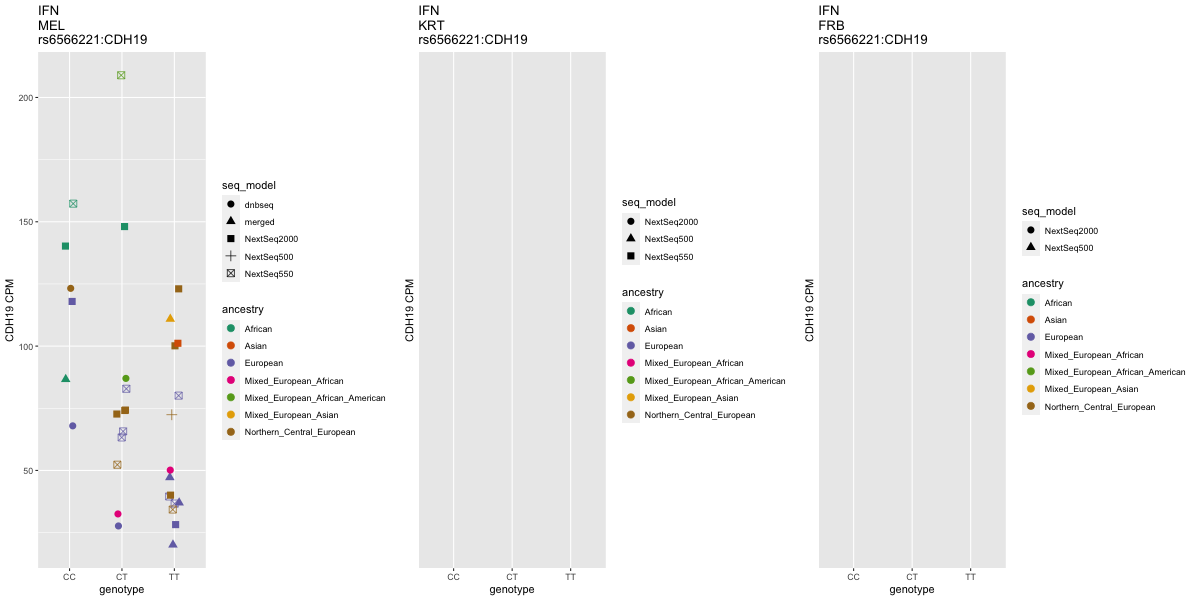 IFN
MEL
rs6566221:CDH19
CDH19 CPM
200
150
100
50
CC
CT
TT
genotype
seq_model
dnbseq
merged
NextSeq2000
NextSeq500
NextSeq550
ancestry
African
Asian
European
Mixed_European_African
Mixed_European_African_American
Mixed_European_Asian
Northern_Central_European
IFN
KRT
rs6566221:CDH19
CDH19 CPM
CC
CT
TT
genotype
seq_model
NextSeq2000
NextSeq500
NextSeq550
ancestry
African
Asian
European
Mixed_European_African
Mixed_European_African_American
Mixed_European_Asian
Northern_Central_European
IFN
FRB
rs6566221:CDH19
CDH19 CPM
CC
CT
TT
genotype
seq_model
NextSeq2000
NextSeq500
ancestry
African
Asian
European
Mixed_European_African
Mixed_European_African_American
Mixed_European_Asian
Northern_Central_European